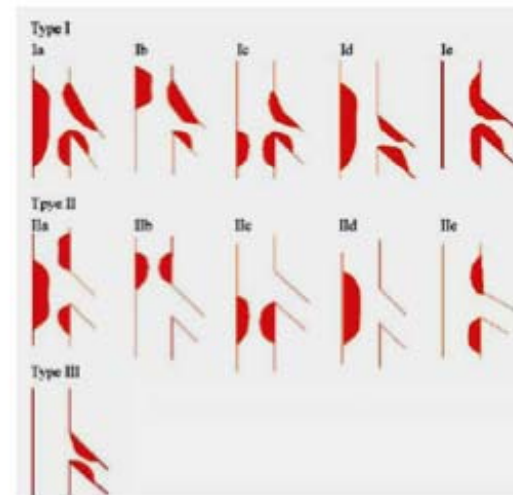 Type I
Ia Ib Ic Id Ie
Tpye II
IIa IIb IIc IId IIe
Type III